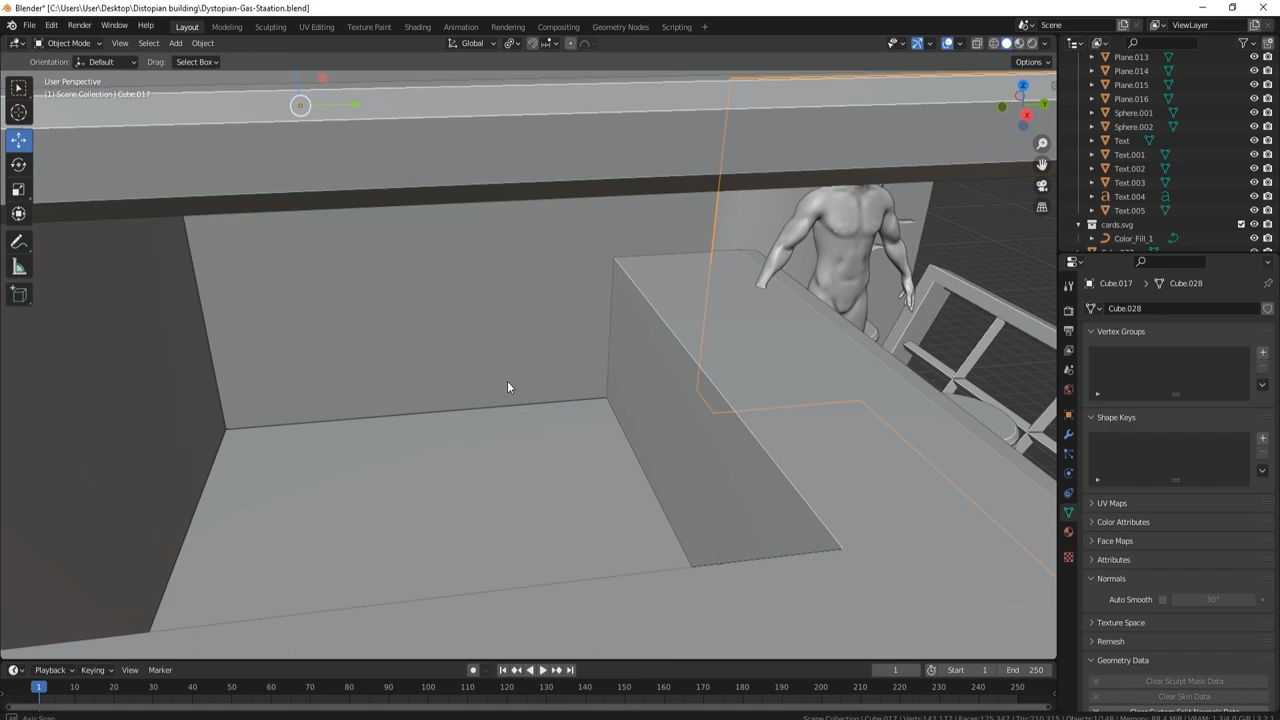 Blender* [C:\Users\User\Desktop\Distopian building\Dystopian-Gas-Staation.blend]
File Edit Render Window Help Layout Modeling Sculpting UV Editing Texture Paint Shading Animation Rendering Compositing Geometry Nodes Scripting + Scene ViewLayer
Object Mode View Select Add Object Global
Orientation: Default Drag: Select Box Options
User Perspective
(1) Scene Collection | Cube.017
Z
Y
X
Plane.013
Plane.014
Plane.015
Plane.016
Sphere.001
Sphere.002
Text
Text.001
Text.002
Text.003
Text.004
Text.005
cards.svg
Color_Fill_1
Cube.017 > Cube.028
Cube.028
Vertex Groups
Shape Keys
UV Maps
Color Attributes
Face Maps
Attributes
Normals
Auto Smooth 30°
Texture Space
Remesh
Geometry Data
Clear Sculpt Mask Data
Clear Skin Data
Clear Custom Split Normals Data
Playback Keying View Marker 1 Start 1 End 250
1 10 20 30 40 50 60 70 80 90 100 110 120 130 140 150 160 170 180 190 200 210 220 230 240 250
Axis Snap